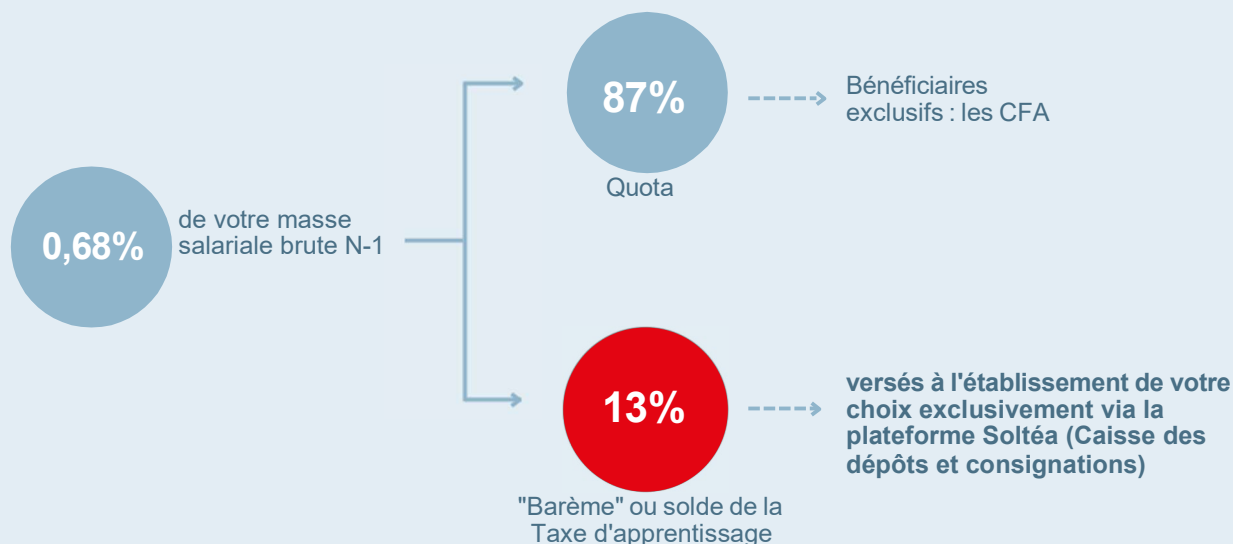 0,68%
de votre masse
salariale brute N-1
87%
Quota
Bénéficiaires
exclusifs : les CFA
13%
"Barème" ou solde de la
Taxe d'apprentissage
versés à l'établissement de votre
choix exclusivement via la
plateforme Soltéa (Caisse des
dépôts et consignations)